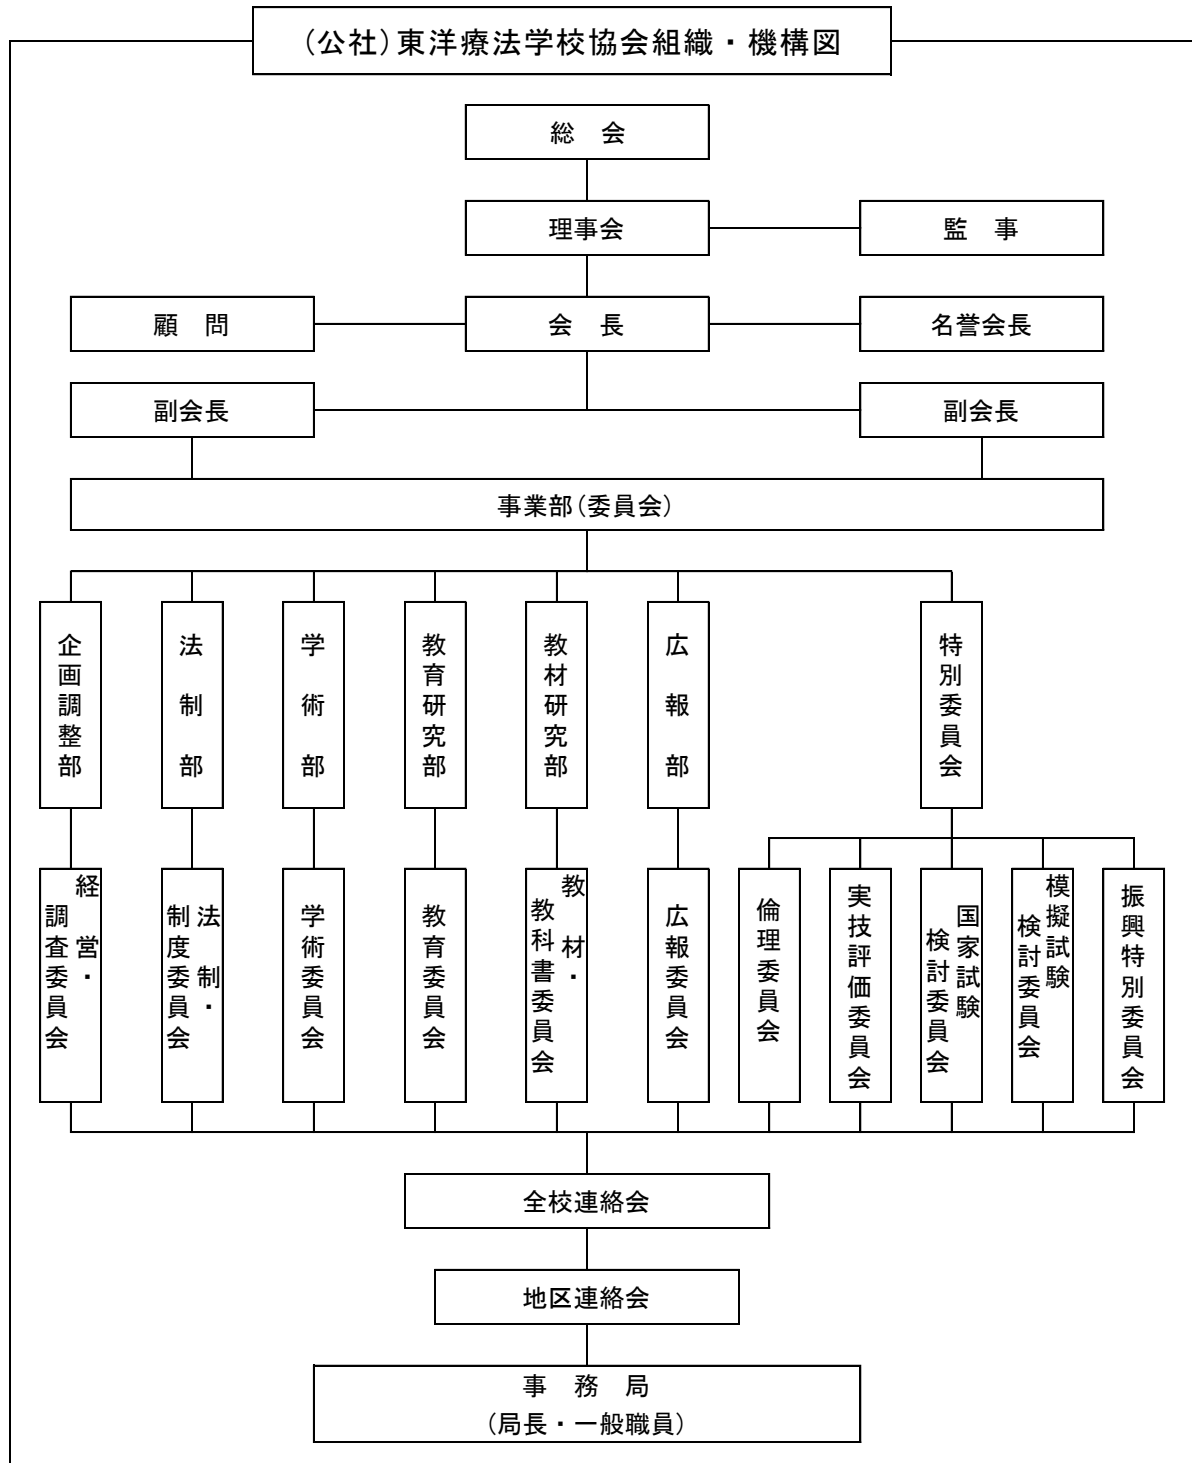 (公社)東洋療法学校協会組織・機構図
総　会
理事会
監　事
顧　問
会　長
名誉会長
副会長
副会長
事業部(委員会)
企画調整部
法制部
学術部
教育研究部
教材研究部
広報部
特別委員会
経営・
調査委員会
法制・
制度委員会
学術委員会
教育委員会
教材・
教科書委員会
広報委員会
倫理委員会
実技評価委員会
国家試験
検討委員会
模擬試験
検討委員会
振興特別委員会
全校連絡会
地区連絡会
事　務　局
(局長・一般職員)